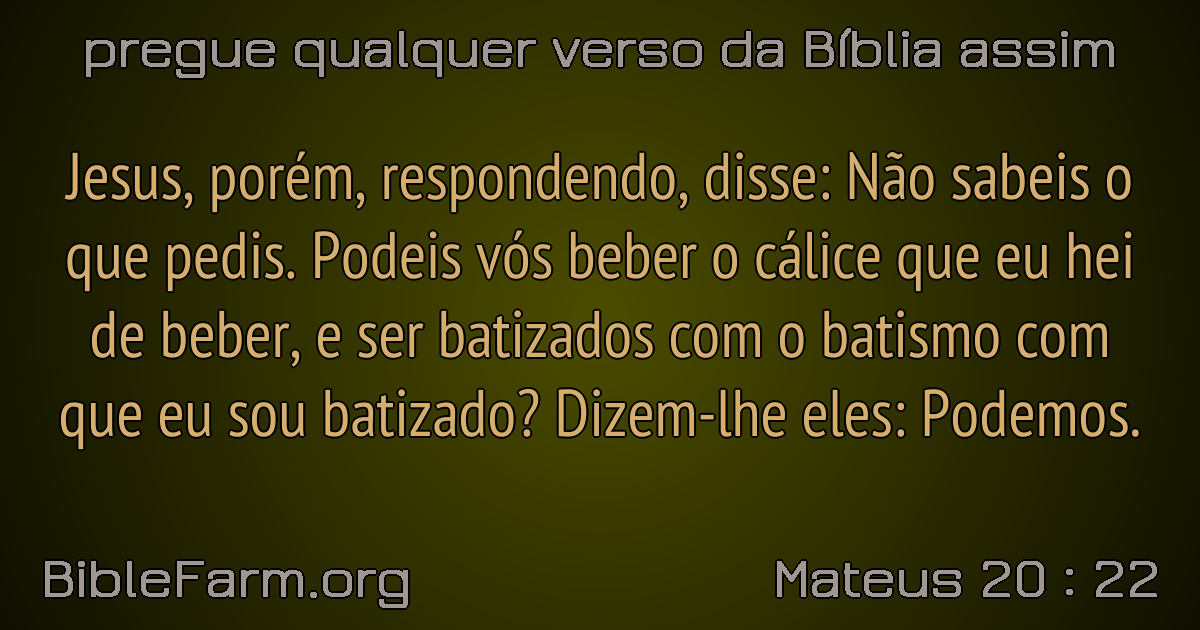 pregue qualquer verso da Bíblia assim
Jesus, porém, respondendo, disse: Não sabeis o
que pedis. Podeis vós beber o cálice que eu hei
de beber, e ser batizados com o batismo com
que eu sou batizado? Dizem-lhe eles: Podemos.
BibleFarm.org
Mateus 20 : 22